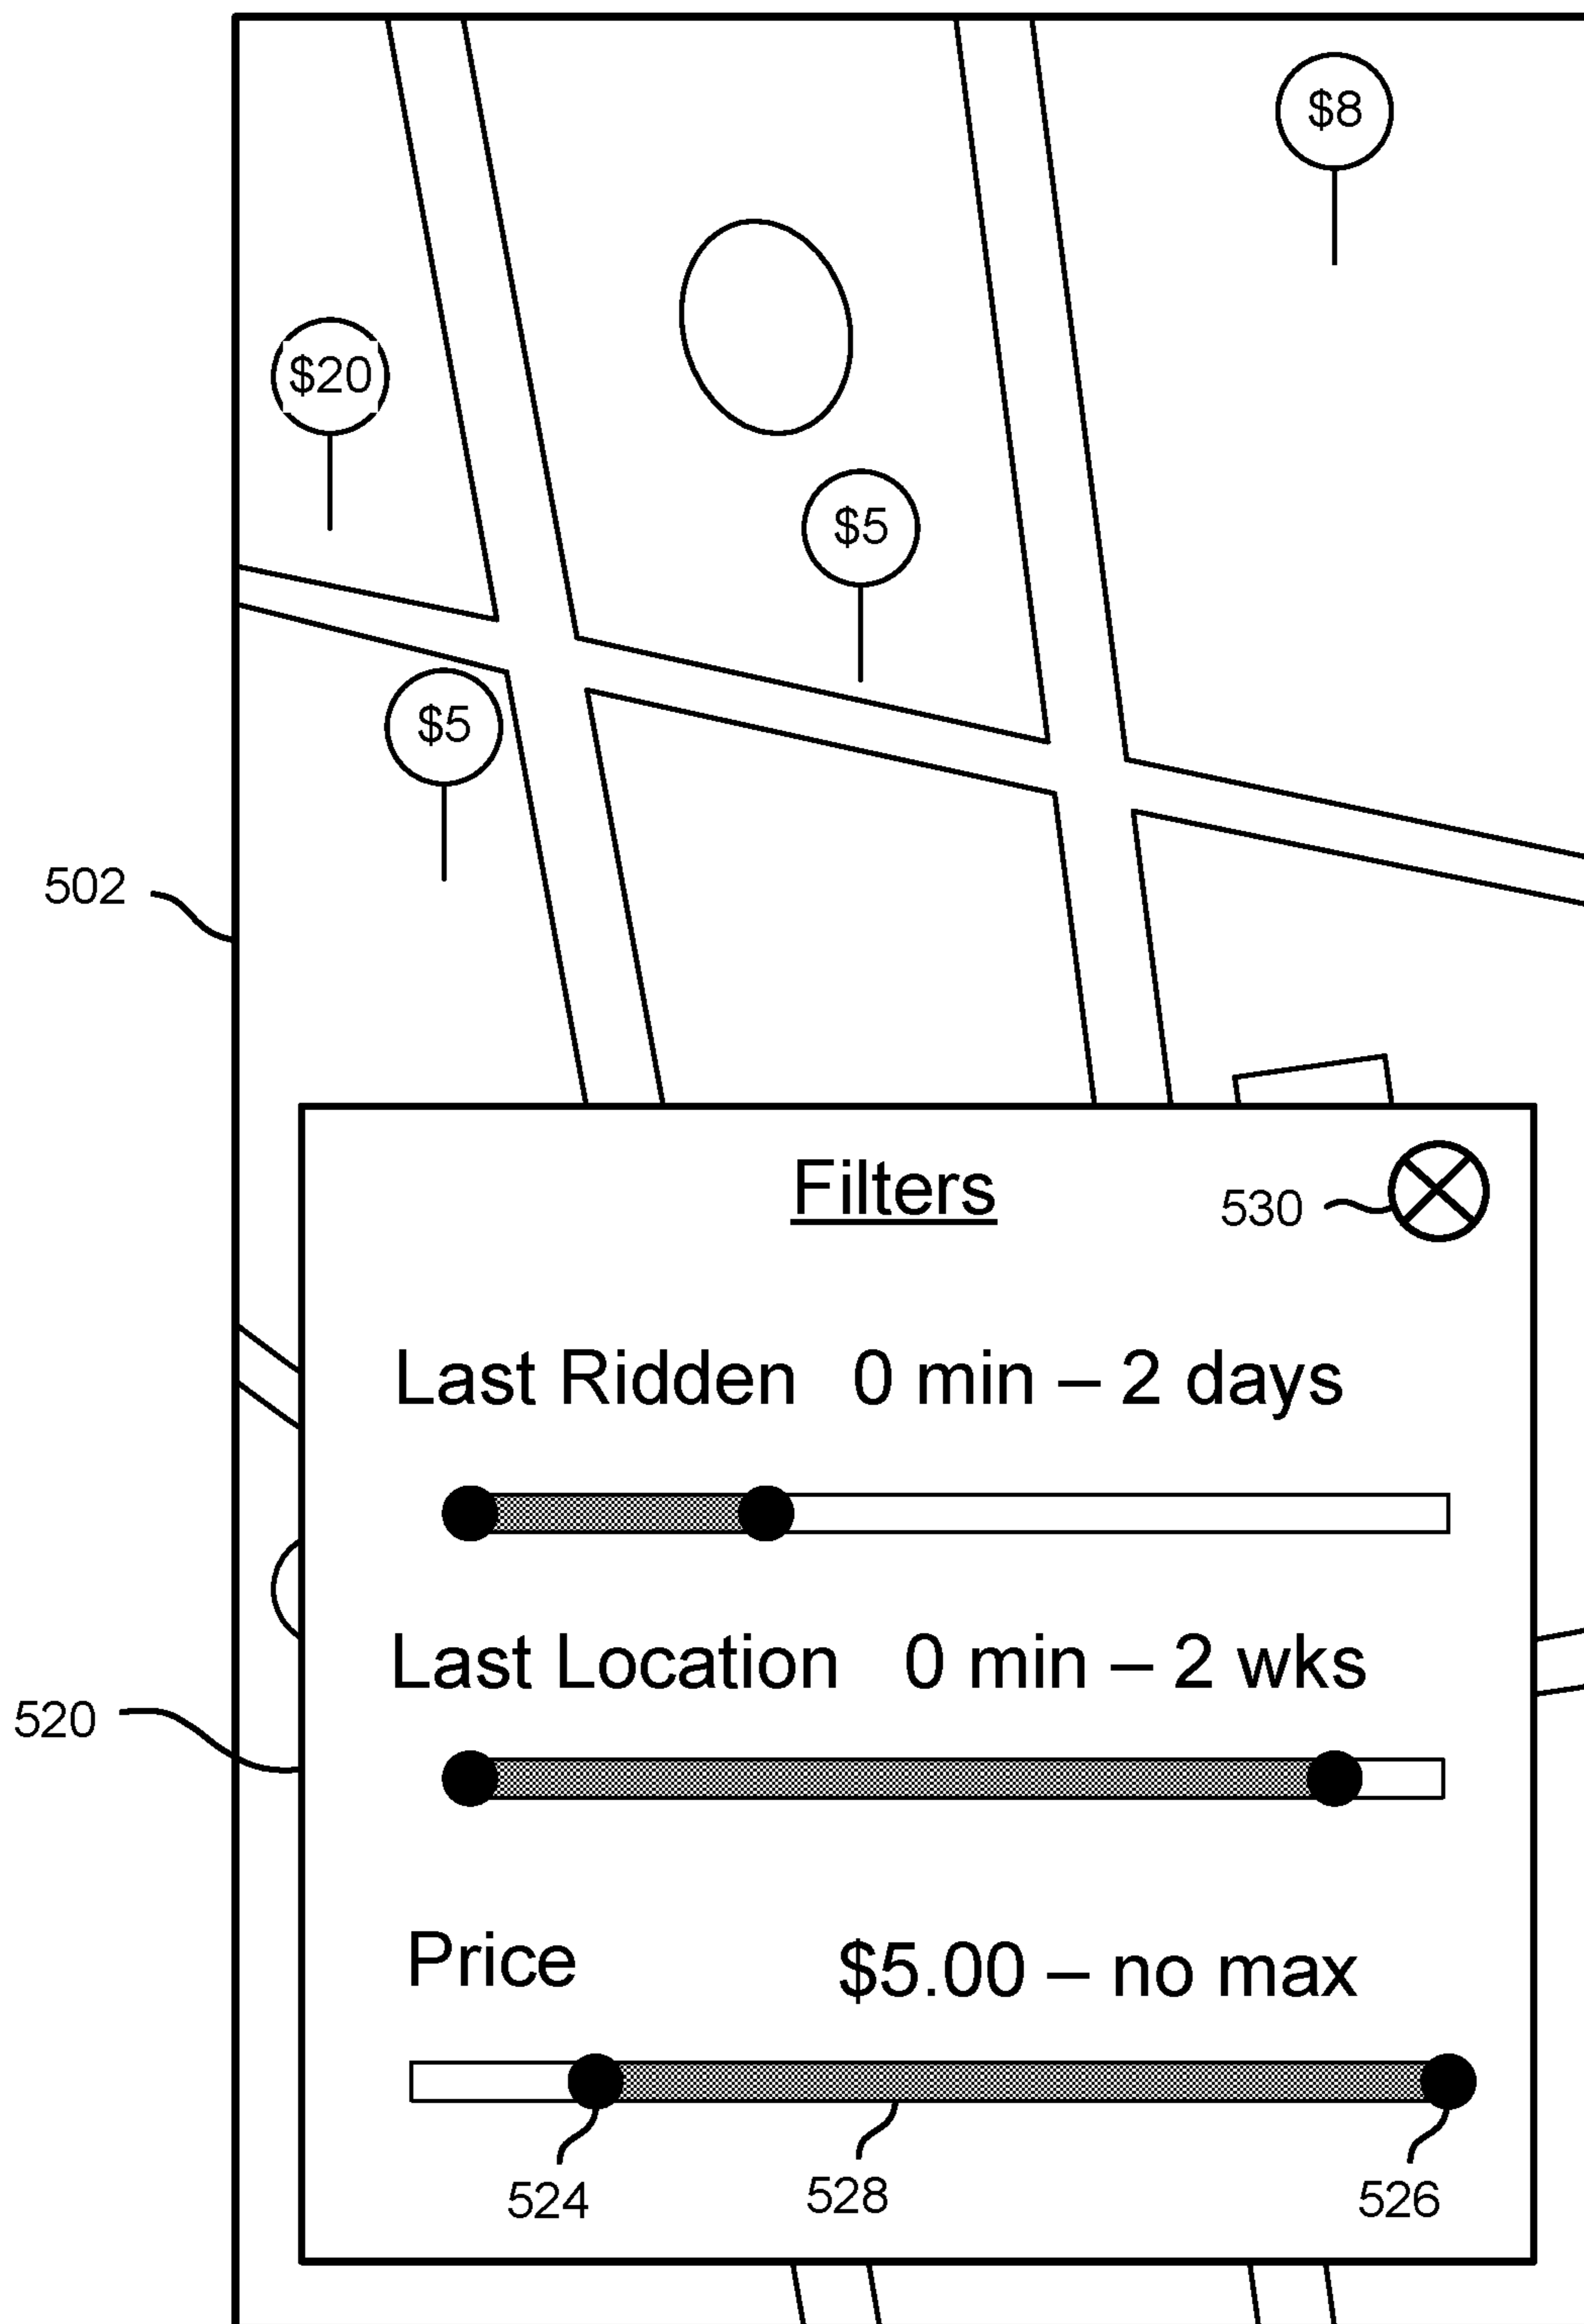 $8
$20
$5
$5
502
Filters
530
Last Ridden 0 min – 2 days
Last Location 0 min – 2 wks
520
Price $5.00 – no max
524 528 526